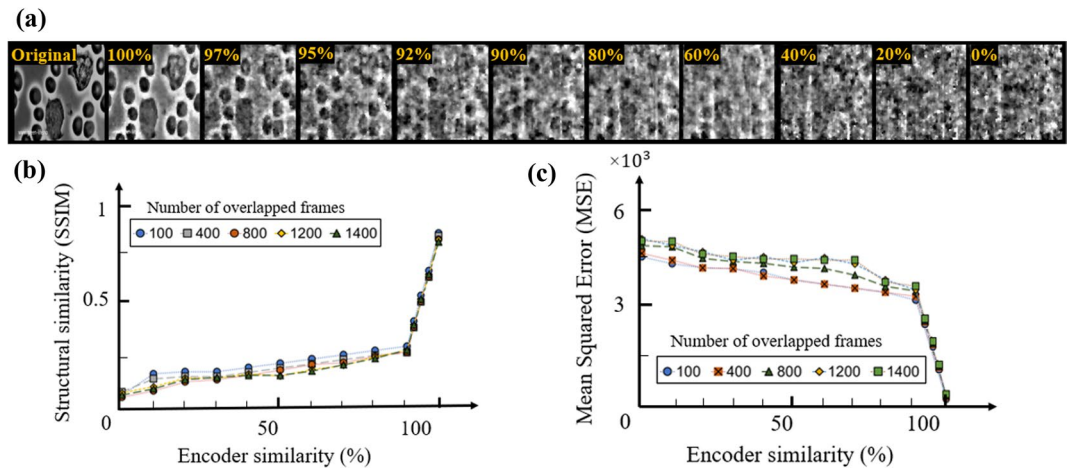 (a)
Original 100% 97% 95% 92% 90% 80% 60% 40% 20% 0%
(b)
Structural similarity (SSIM)
1
0.5
0
50
100
Number of overlapped frames
100 400 800 1200 1400
Encoder similarity (%)
(c)
×10³
Mean Squared Error (MSE)
6
3
0
50
100
Number of overlapped frames
100 400 800 1200 1400
Encoder similarity (%)